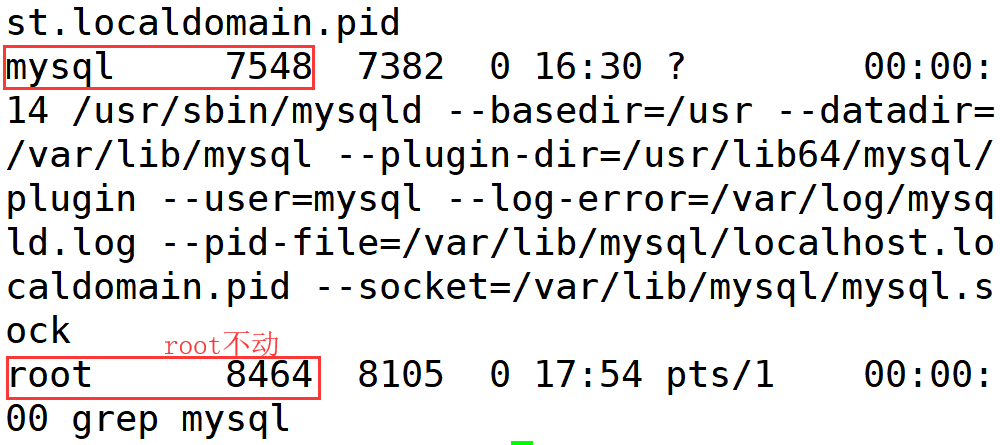 st.localdomain.pid
mysql     7548  7382  0 16:30 ?        00:00:
14 /usr/sbin/mysqld --basedir=/usr --datadir=
/var/lib/mysql --plugin-dir=/usr/lib64/mysql/
plugin --user=mysql --log-error=/var/log/mysq
ld.log --pid-file=/var/lib/mysql/localhost.lo
caldomain.pid --socket=/var/lib/mysql/mysql.s
ock
root不动
root      8464  8105  0 17:54 pts/1    00:00:
00 grep mysql